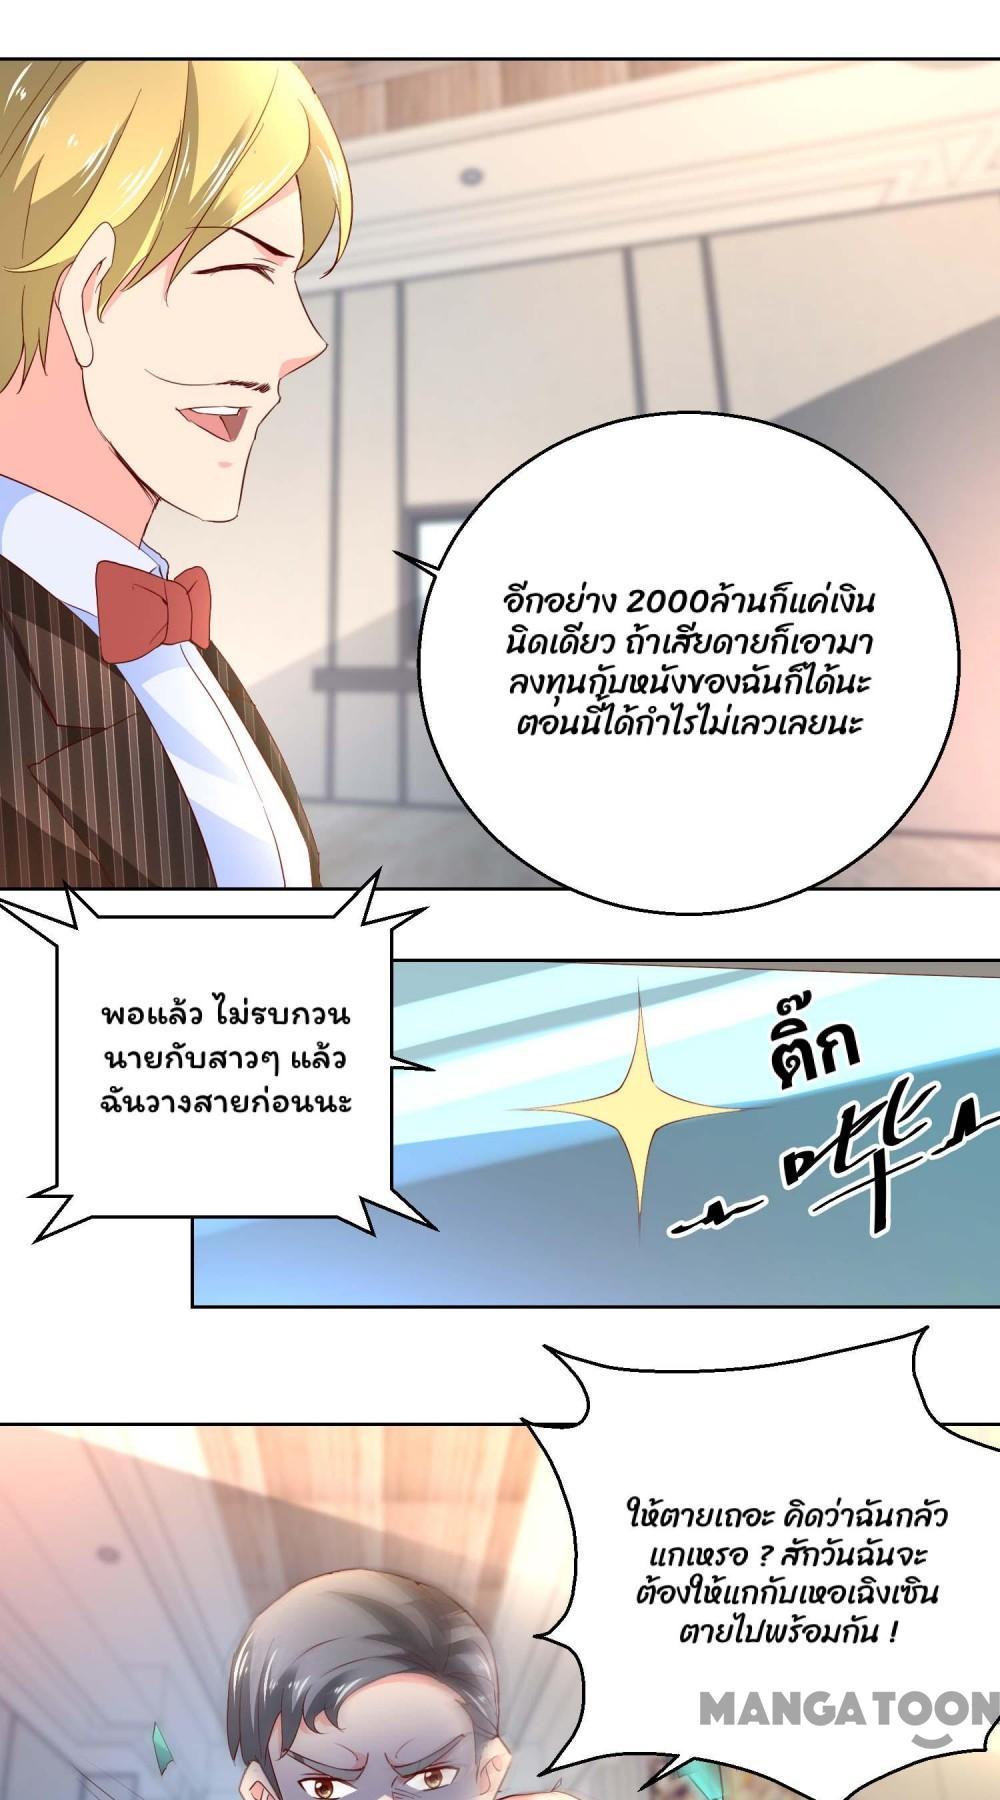 อีกอย่าง 2000ล้านก็แค่เงิน
นิดเดียว ถ้าเสียดายก็เอามา
ลงทุนกับหนังของฉันก็ได้นะ
ตอนนี้ได้กำไรไม่เลวเลยนะ
พอแล้ว ไม่รบกวน
นายกับสาวๆ แล้ว
ฉันวางสายก่อนนะ
ติ๊ก
哔
ให้ตายเถอะ คิดว่าฉันกลัว
แกเหรอ ? สักวันฉันจะ
ต้องให้แกกับเหอเฉิงเซิน
ตายไปพร้อมกัน !
MANGATOON